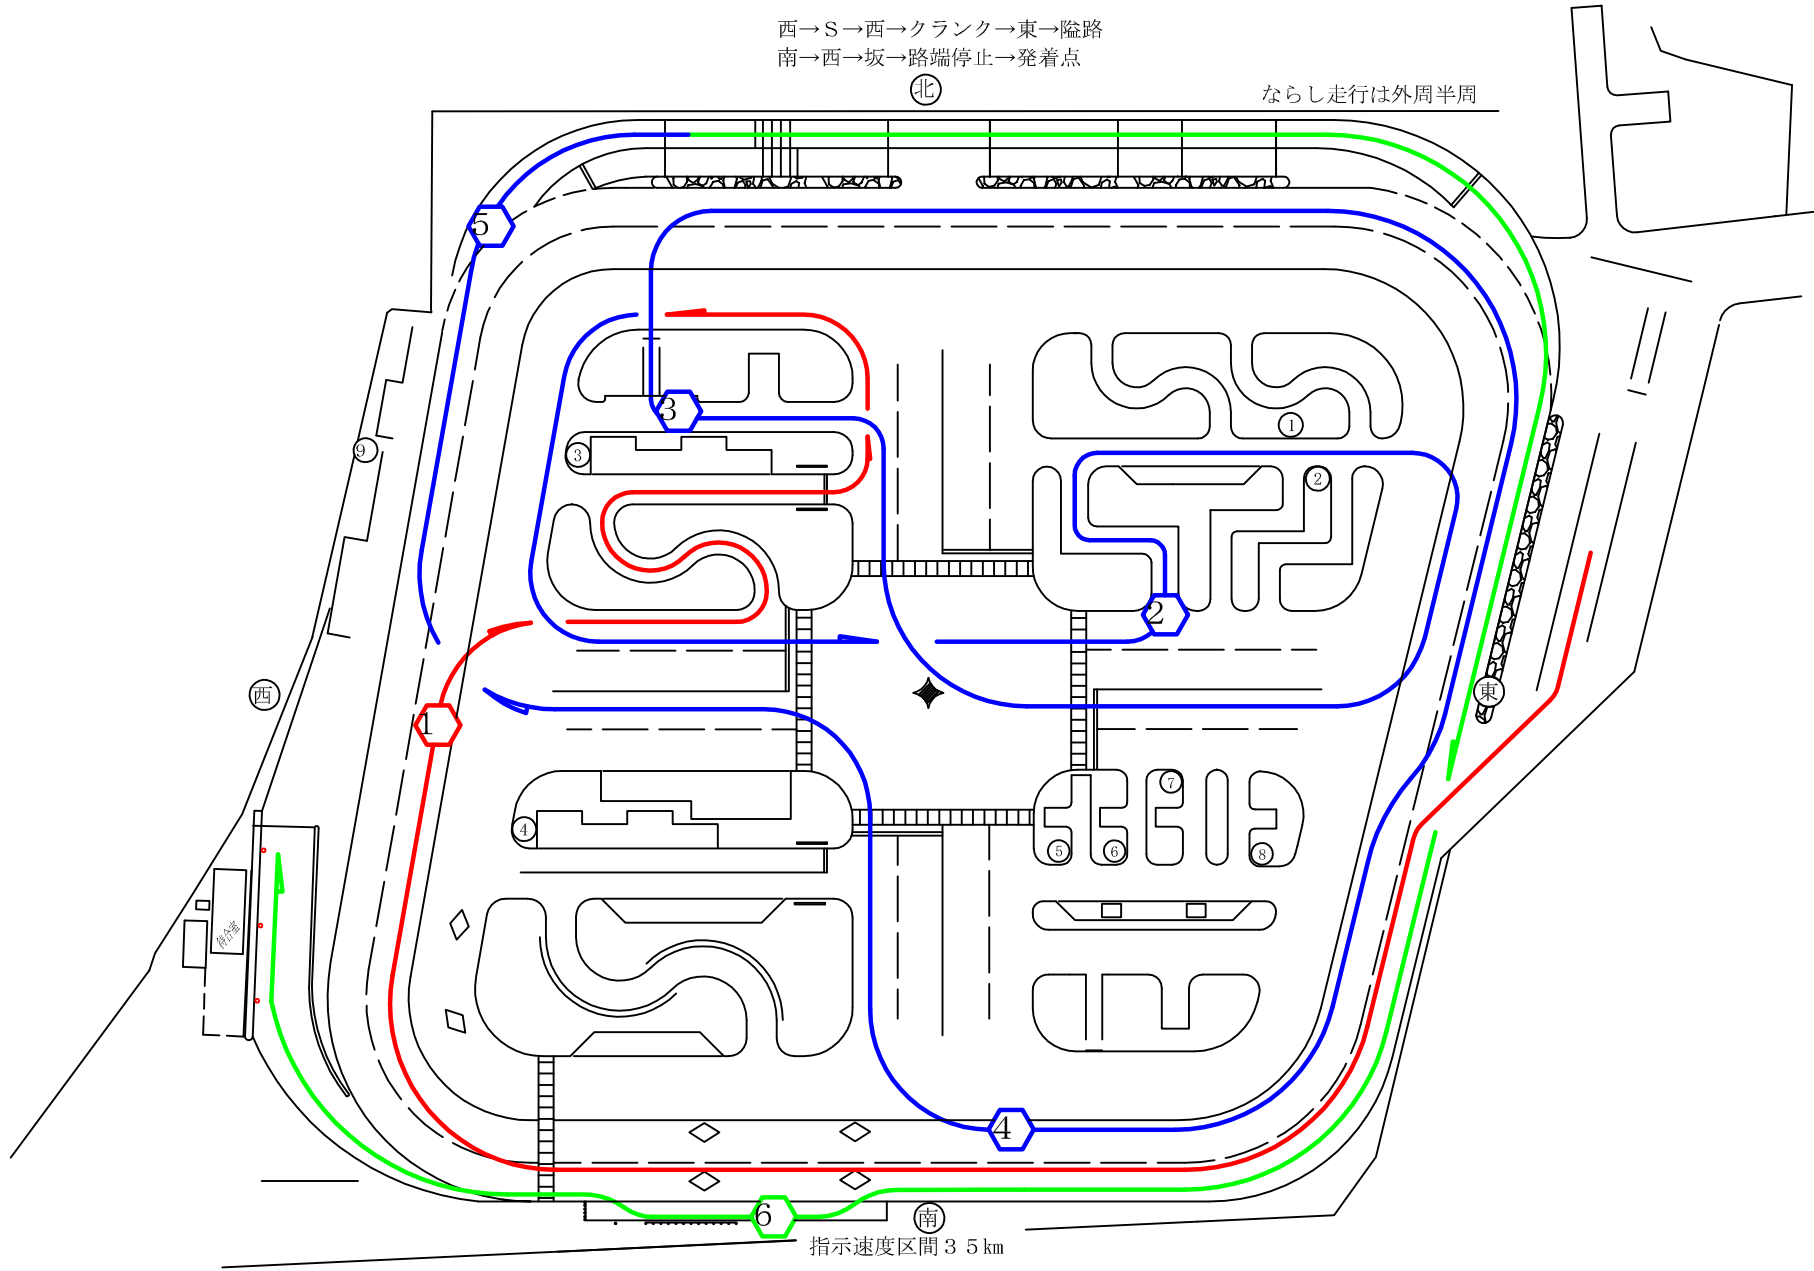 西→Ｓ→西→クランク→東→隘路
南→西→坂→路端停止→発着点
北
ならし走行は外周半周
5
3
3
1
2
9
2
西
1
東
4
7
5
6
8
待合室
4
6
南
指示速度区間３５㎞